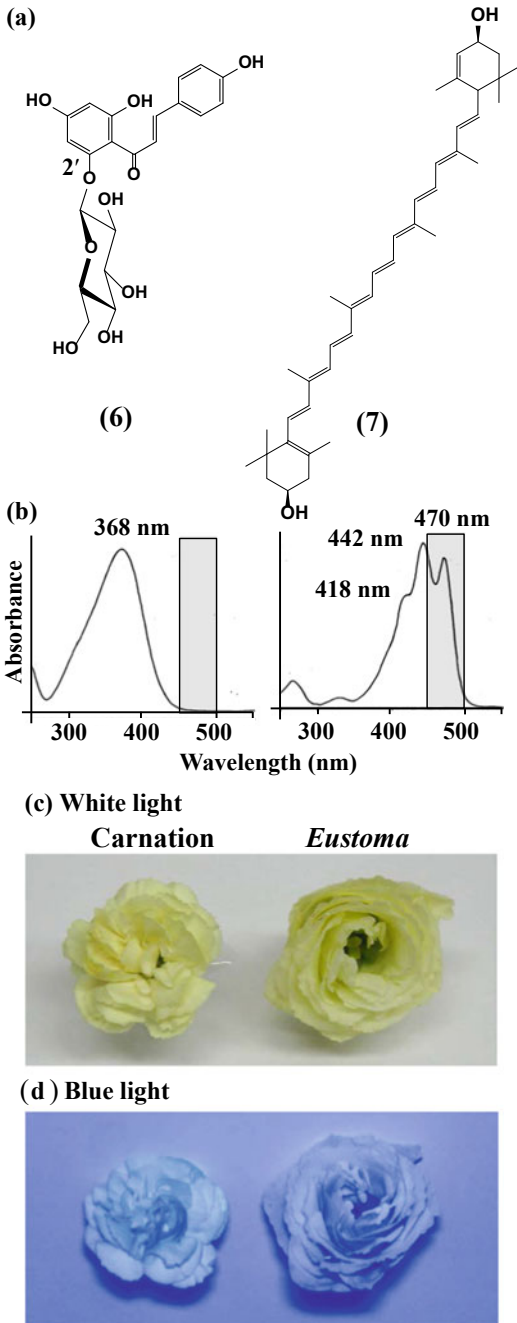 (a)
OH
OH
HO
OH
2′
O
O
OH
O
OH
OH
HO
(6)
(7)
OH
(b)
368 nm
470 nm
442 nm
418 nm
Absorbance
300 400 500
300 400 500
Wavelength (nm)
(c) White light
Carnation Eustoma
(d) Blue light